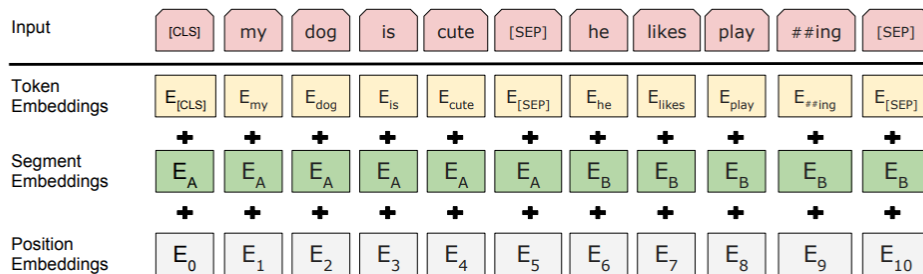 Input [CLS] my dog is cute [SEP] he likes play ##ing [SEP]
Token
Embeddings
E[CLS] Emy Edog Eis Ecute E[SEP] Ehe Elikes Eplay E##ing E[SEP]
+ + + + + + + + + + +
Segment
Embeddings
EA EA EA EA EA EA EB EB EB EB EB
+ + + + + + + + + + +
Position
Embeddings
E0 E1 E2 E3 E4 E5 E6 E7 E8 E9 E10